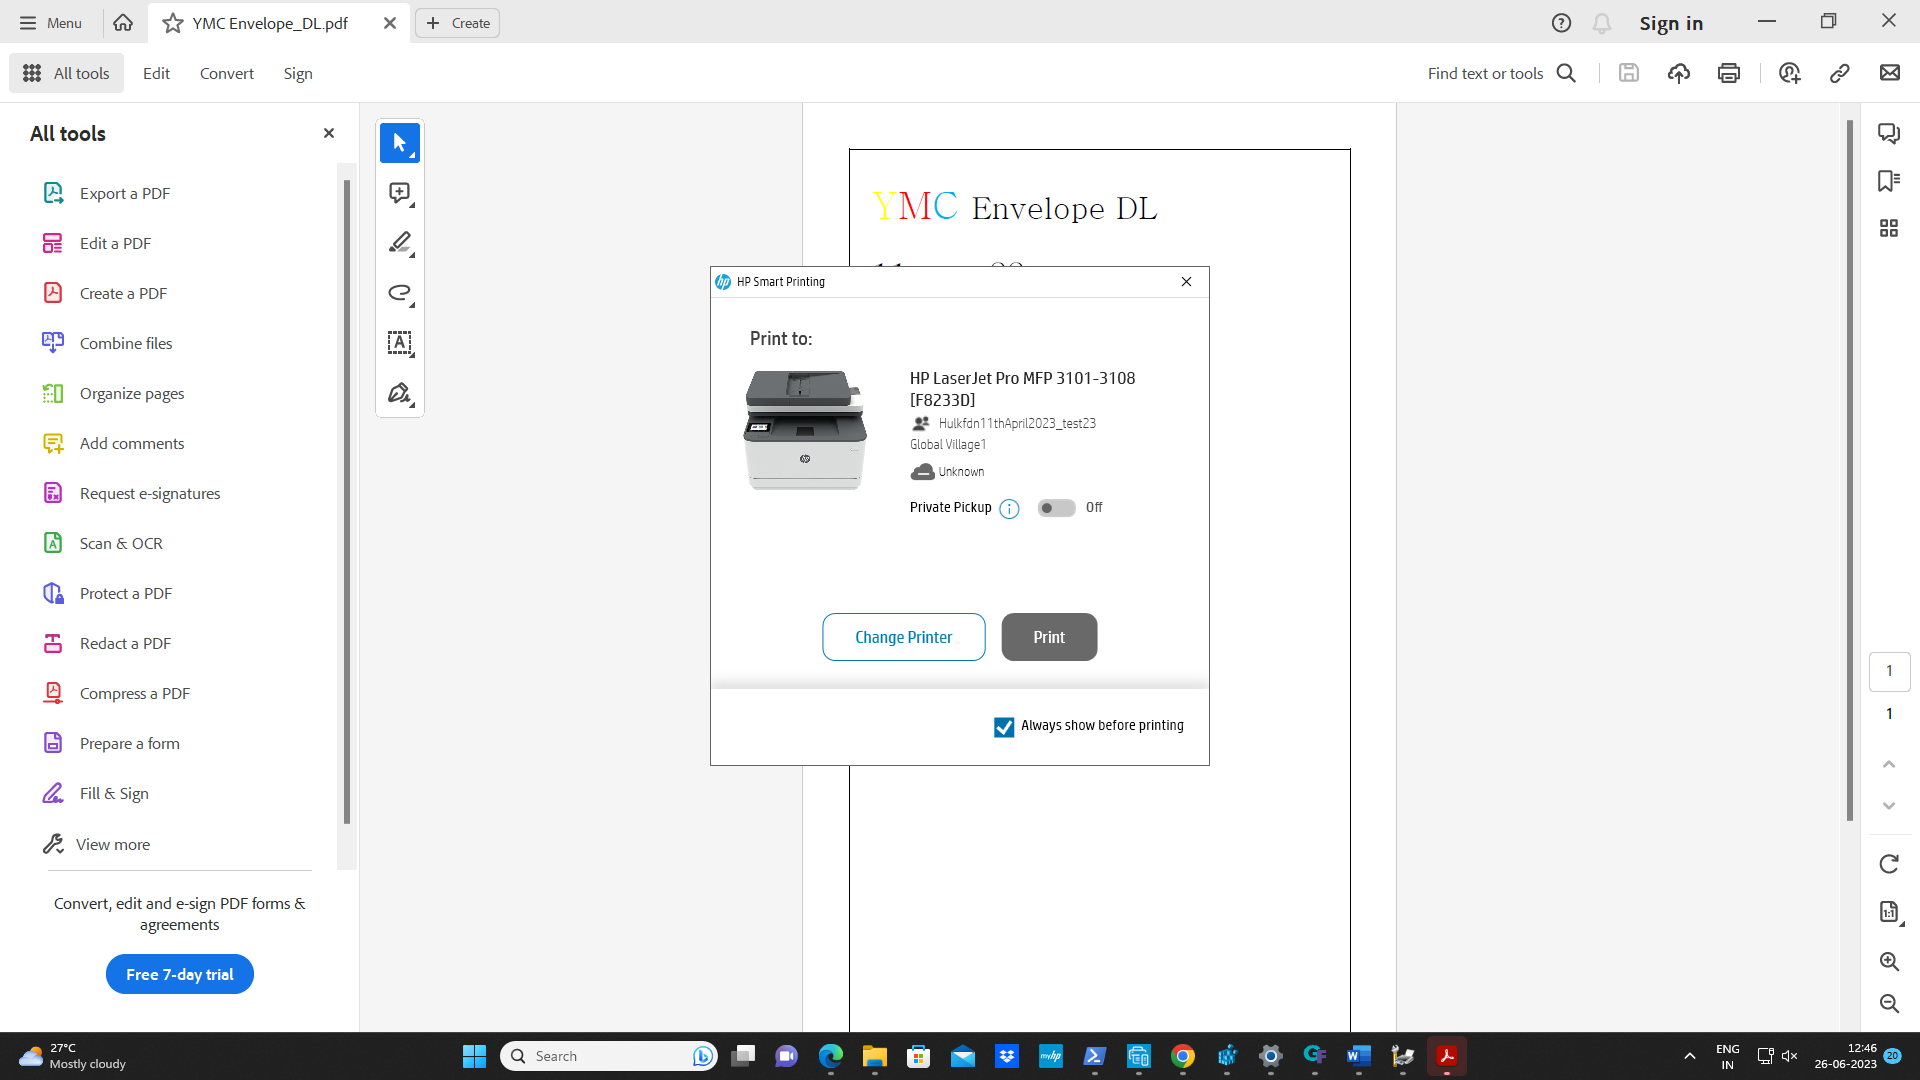 Menu
YMC Envelope_DL.pdf
Create
Sign in
All tools
Edit
Convert
Sign
Find text or tools
All tools
Export a PDF
Edit a PDF
Create a PDF
Combine files
Organize pages
Add comments
Request e-signatures
Scan & OCR
Protect a PDF
Redact a PDF
Compress a PDF
Prepare a form
Fill & Sign
View more
Convert, edit and e-sign PDF forms &
agreements
Free 7-day trial
YMC Envelope DL
HP Smart Printing
Print to:
HP LaserJet Pro MFP 3101-3108
[F8233D]
Hulkfdn11thApril2023_test23
Global Village1
Unknown
Private Pickup
Off
Change Printer
Print
Always show before printing
1
1
27°C
Mostly cloudy
Search
ENG
IN
12:46
26-06-2023
20